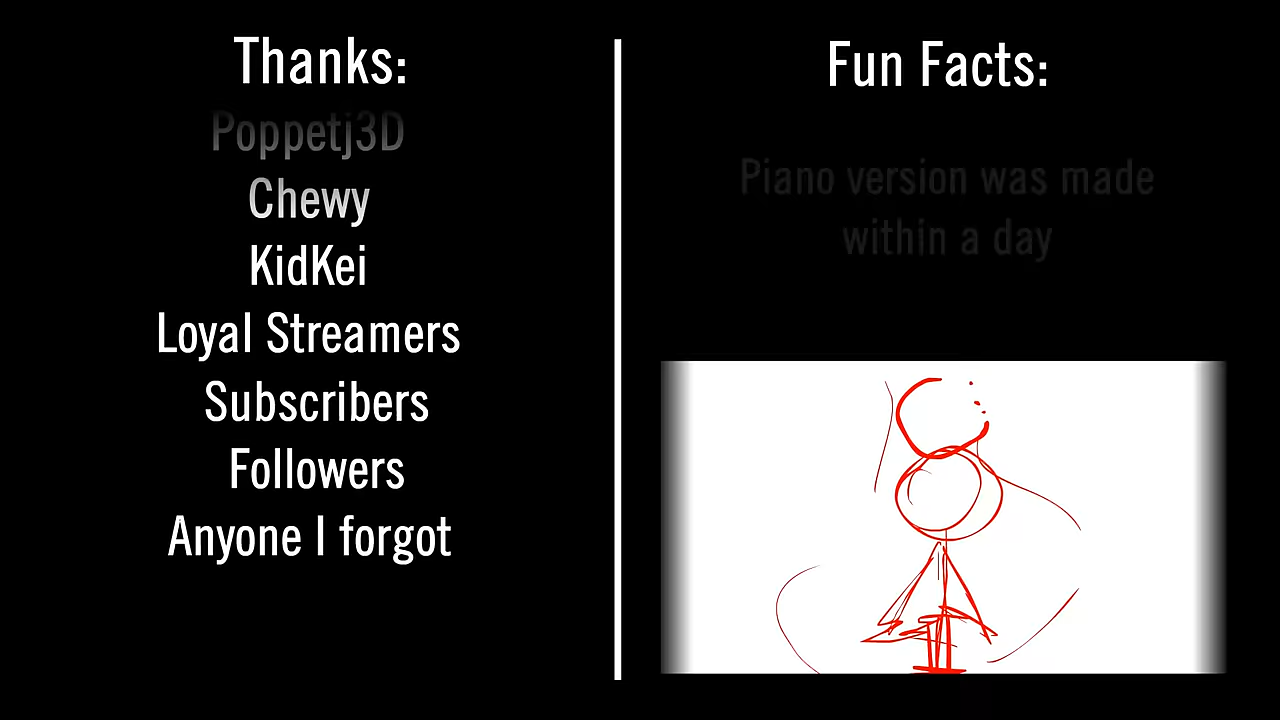 Thanks:
Poppetj3D
Chewy
KidKei
Loyal Streamers
Subscribers
Followers
Anyone I forgot
Fun Facts:
Piano version was made
within a day